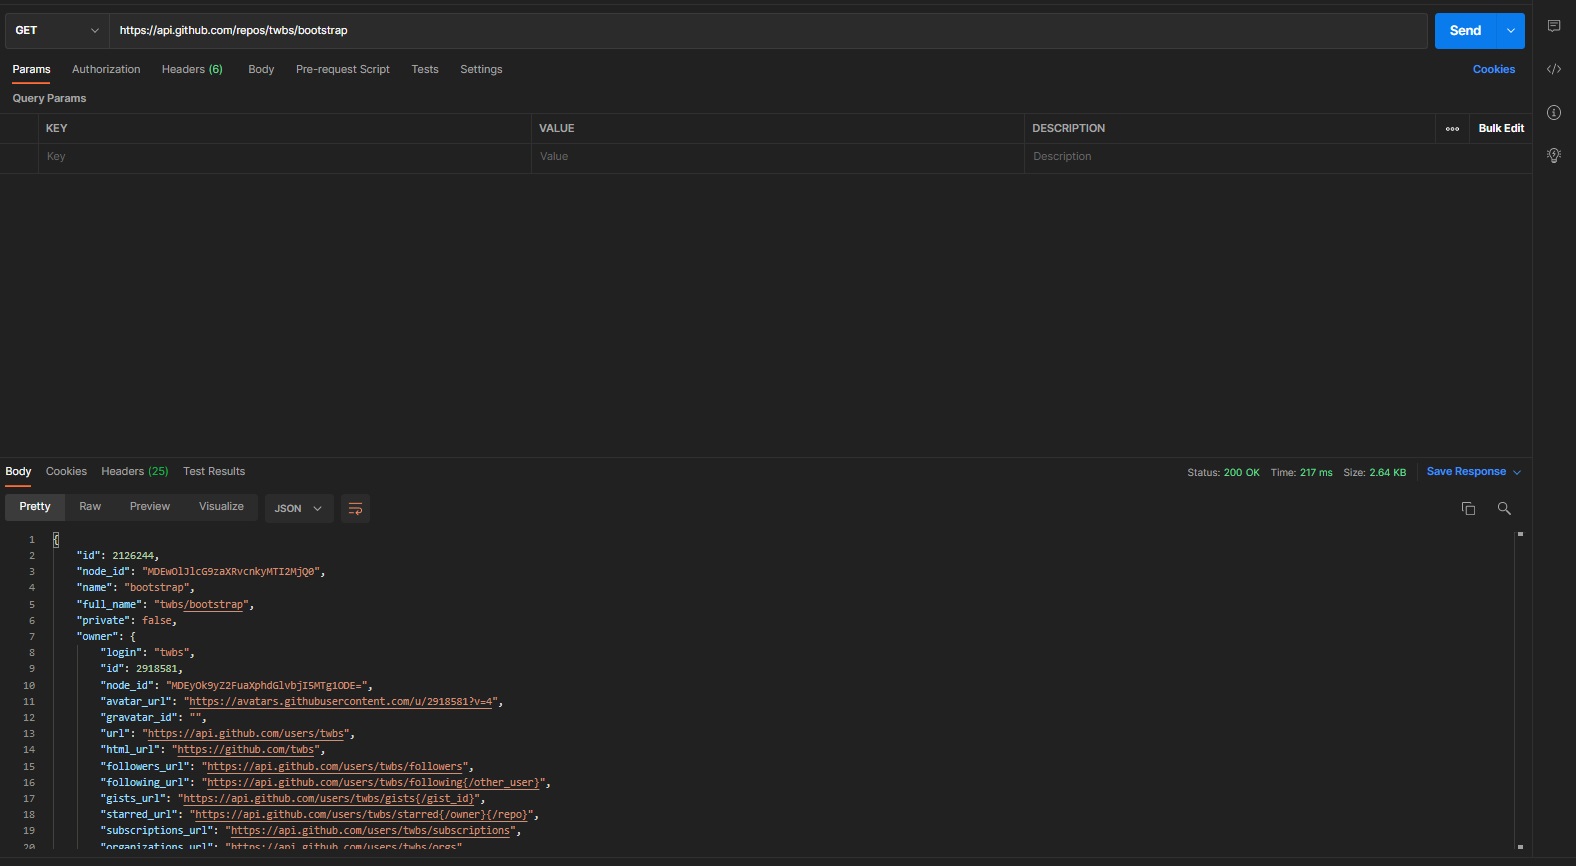 GET https://api.github.com/repos/twbs/bootstrap Send
Params Authorization Headers (6) Body Pre-request Script Tests Settings Cookies
Query Params
KEY VALUE DESCRIPTION ooo Bulk Edit
Key Value Description
Body Cookies Headers (25) Test Results Status: 200 OK Time: 217 ms Size: 2.64 KB Save Response
Pretty Raw Preview Visualize JSON
1 {
2 "id": 2126244,
3 "node_id": "MDEwOlJlcG9zaXRvcnkyMTI2MjQ0",
4 "name": "bootstrap",
5 "full_name": "twbs/bootstrap",
6 "private": false,
7 "owner": {
8 "login": "twbs",
9 "id": 2918581,
10 "node_id": "MDEyOk9yZ2FuaXphdGlvbjI5MTg1ODE=",
11 "avatar_url": "https://avatars.githubusercontent.com/u/2918581?v=4",
12 "gravatar_id": "",
13 "url": "https://api.github.com/users/twbs",
14 "html_url": "https://github.com/twbs",
15 "followers_url": "https://api.github.com/users/twbs/followers",
16 "following_url": "https://api.github.com/users/twbs/following{/other_user}",
17 "gists_url": "https://api.github.com/users/twbs/gists{/gist_id}",
18 "starred_url": "https://api.github.com/users/twbs/starred{/owner}{/repo}",
19 "subscriptions_url": "https://api.github.com/users/twbs/subscriptions",
20 "organizations_url": "https://api.github.com/users/twbs/orgs"